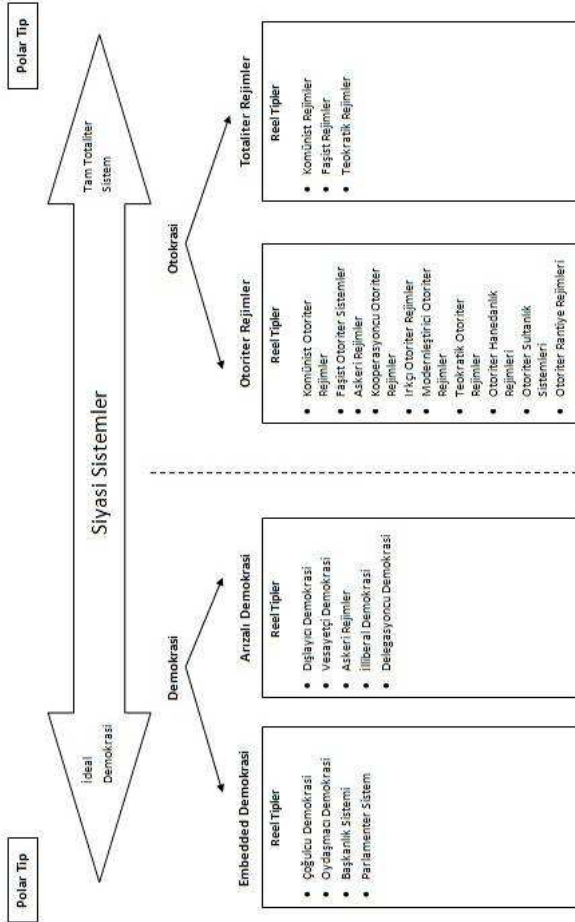 Polar Tip
Polar Tip
İdeal
Demokrasi
Siyasi Sistemler
Tam Totaliter
Sistem
Demokrasi
Otokrasi
Embedded Demokrasi
Reel Tipler
• Çoğulcu Demokrasi
• Oydaşmacı Demokrasi
• Başkanlık Sistemi
• Parlamenter Sistem
Arızalı Demokrasi
Reel Tipler
• Dışlayıcı Demokrasi
• Vesayetçi Demokrasi
• Askeri Rejimler
• İlliberal Demokrasi
• Delegasyoncu Demokrasi
Otoriter Rejimler
Reel Tipler
• Komünist Otoriter
Rejimler
• Faşist Otoriter Sistemler
• Askeri Rejimler
• Kooperasyoncu Otoriter
Rejimler
• Irkçı Otoriter Rejimler
• Modernleştirici Otoriter
Rejimler
• Teokratik Otoriter
Rejimler
• Otoriter Hanedanlık
Rejimleri
• Otoriter Sultanlık
Sistemleri
• Otoriter Rantiye Rejimleri
Totaliter Rejimler
Reel Tipler
• Komünist Rejimler
• Faşist Rejimler
• Teokratik Rejimler